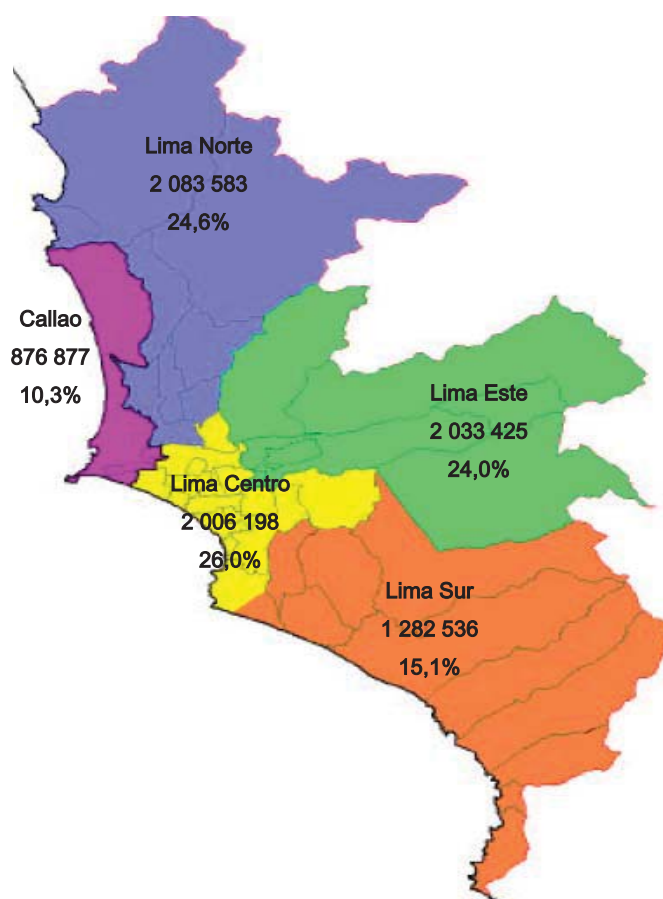 Lima Norte
2 083 583
24,6%
Callao
876 877
10,3%
Lima Este
2 033 425
24,0%
Lima Centro
2 006 198
26,0%
Lima Sur
1 282 536
15,1%